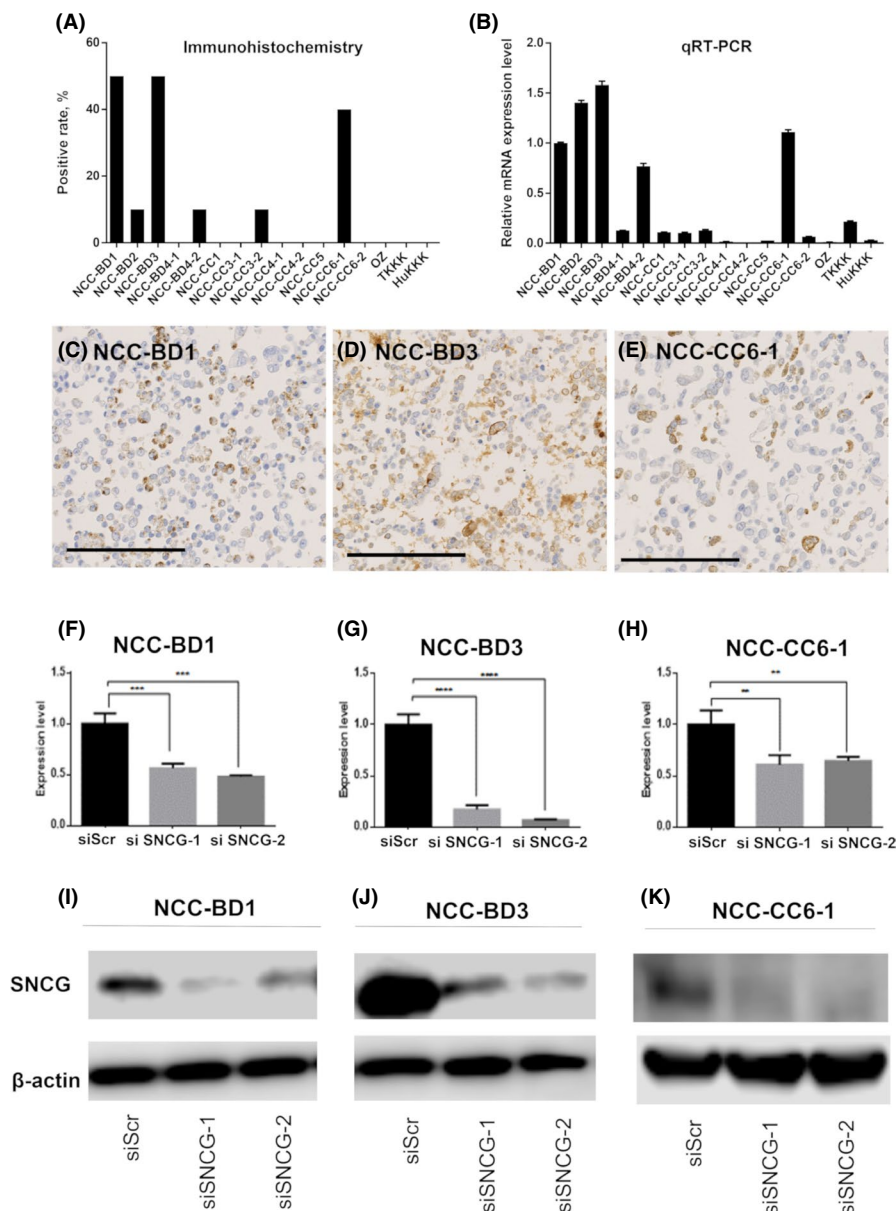 (A)
Immunohistochemistry
Positive rate, %
60
40
20
0
NCC-BD1
NCC-BD2
NCC-BD3
NCC-BD4-1
NCC-BD4-2
NCC-CC1
NCC-CC3-1
NCC-CC3-2
NCC-CC4-1
NCC-CC4-2
NCC-CC5
NCC-CC6-1
NCC-CC6-2
OZ
TKKK
HuKKK
(B)
qRT-PCR
Relative mRNA expression level
2.0
1.5
1.0
0.5
0.0
NCC-BD1
NCC-BD2
NCC-BD3
NCC-BD4-1
NCC-BD4-2
NCC-CC1
NCC-CC3-1
NCC-CC3-2
NCC-CC4-1
NCC-CC4-2
NCC-CC5
NCC-CC6-1
NCC-CC6-2
OZ
TKKK
HuKKK
(C) NCC-BD1
(D) NCC-BD3
(E) NCC-CC6-1
(F)
NCC-BD1
Expression level
1.5
1.0
0.5
0.0
***
***
siScr si SNCG-1 si SNCG-2
(G)
NCC-BD3
Expression level
1.5
1.0
0.5
0.0
****
****
siScr si SNCG-1 si SNCG-2
(H)
NCC-CC6-1
Expression level
1.5
1.0
0.5
0.0
**
**
siScr si SNCG-1 si SNCG-2
(I)
NCC-BD1
(J)
NCC-BD3
(K)
NCC-CC6-1
SNCG
β-actin
siScr
siSNCG-1
siSNCG-2
siScr
siSNCG-1
siSNCG-2
siScr
siSNCG-1
siSNCG-2